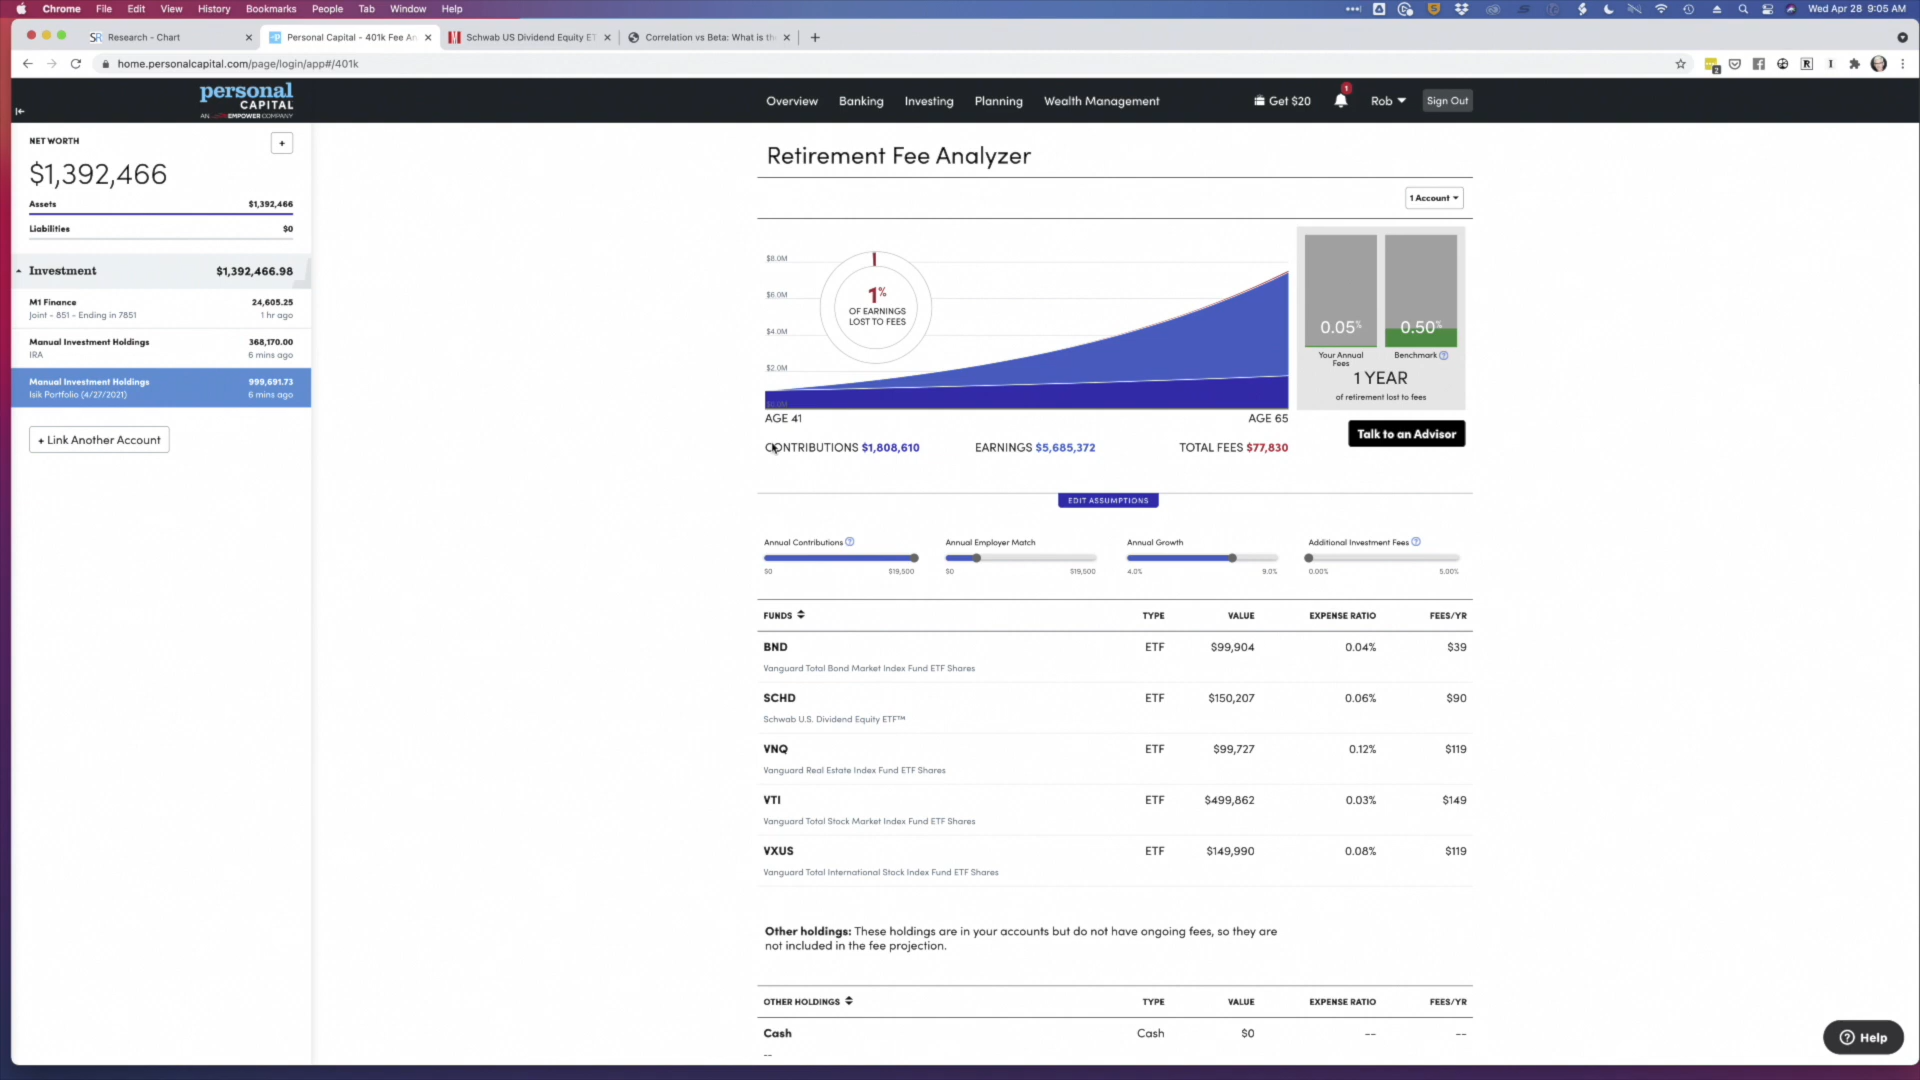 Chrome File Edit View History Bookmarks People Tab Window Help Wed Apr 28 9:05 AM
SR Research - Chart
Personal Capital - 401k Fee An
Schwab US Dividend Equity ET
Correlation vs Beta: What is th
home.personalcapital.com/page/login/app#/401k
personal
CAPITAL
AN EMPOWER COMPANY
Overview Banking Investing Planning Wealth Management Get $20 1 Rob Sign Out
NET WORTH
+
$1,392,466
Assets $1,392,466
Liabilities $0
Investment $1,392,466.98
M1 Finance 24,605.25
Joint - 851 - Ending in 7851 1 hr ago
Manual Investment Holdings 368,170.00
IRA 6 mins ago
Manual Investment Holdings 999,691.73
Isik Portfolio (4/27/2021) 6 mins ago
+ Link Another Account
Retirement Fee Analyzer
1 Account
$8.0M
$6.0M
$4.0M
$2.0M
$0.0M
1%
OF EARNINGS
LOST TO FEES
AGE 41 AGE 65
CONTRIBUTIONS $1,808,610 EARNINGS $5,685,372 TOTAL FEES $77,830
0.05% 0.50%
Your Annual Fees Benchmark ?
1 YEAR
of retirement lost to fees
Talk to an Advisor
EDIT ASSUMPTIONS
Annual Contributions ? Annual Employer Match Annual Growth Additional Investment Fees ?
$0 $19,500 $0 $19,500 4.0% 9.0% 0.00% 5.00%
FUNDS TYPE VALUE EXPENSE RATIO FEES/YR
BND ETF $99,904 0.04% $39
Vanguard Total Bond Market Index Fund ETF Shares
SCHD ETF $150,207 0.06% $90
Schwab U.S. Dividend Equity ETF™
VNQ ETF $99,727 0.12% $119
Vanguard Real Estate Index Fund ETF Shares
VTI ETF $499,862 0.03% $149
Vanguard Total Stock Market Index Fund ETF Shares
VXUS ETF $149,990 0.08% $119
Vanguard Total International Stock Index Fund ETF Shares
Other holdings: These holdings are in your accounts but do not have ongoing fees, so they are
not included in the fee projection.
OTHER HOLDINGS TYPE VALUE EXPENSE RATIO FEES/YR
Cash Cash $0 -- --
--
? Help